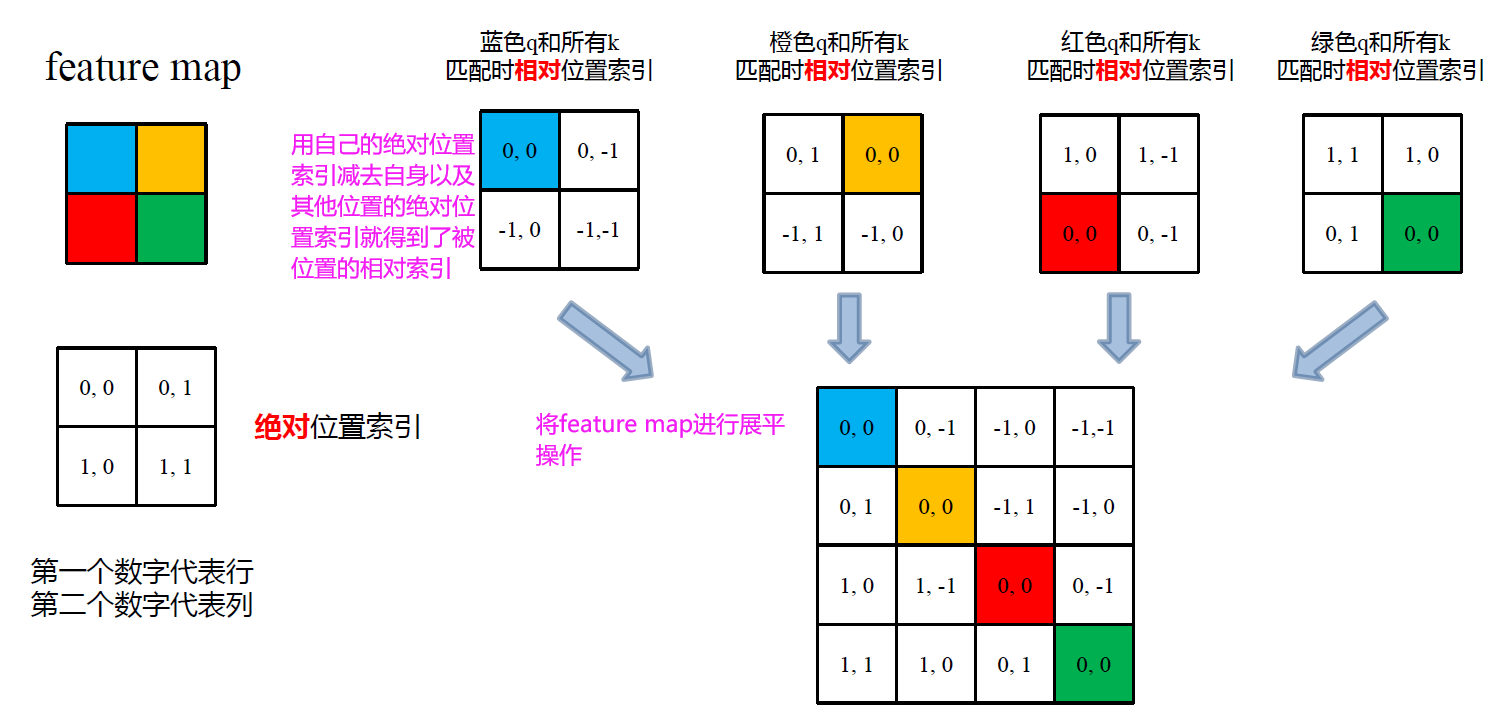 feature map
蓝色q和所有k
匹配时相对位置索引
橙色q和所有k
匹配时相对位置索引
红色q和所有k
匹配时相对位置索引
绿色q和所有k
匹配时相对位置索引
用自己的绝对位置
索引减去自身以及
其他位置的绝对位
置索引就得到了被
位置的相对索引
0, 0 0, -1
-1, 0 -1,-1
0, 1 0, 0
-1, 1 -1, 0
1, 0 1, -1
0, 0 0, -1
1, 1 1, 0
0, 1 0, 0
0, 0 0, 1
1, 0 1, 1
绝对位置索引
第一个数字代表行
第二个数字代表列
将feature map进行展平
操作
0, 0 0, -1 -1, 0 -1,-1
0, 1 0, 0 -1, 1 -1, 0
1, 0 1, -1 0, 0 0, -1
1, 1 1, 0 0, 1 0, 0